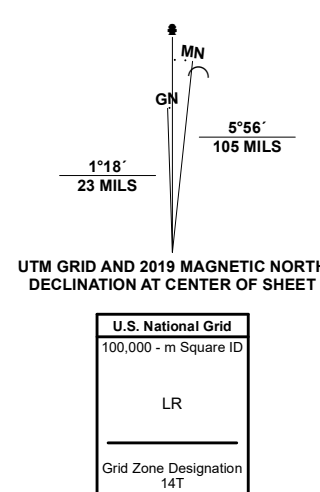 MN
GN
5°56´
105 MILS
1°18´
23 MILS
UTM GRID AND 2019 MAGNETIC NORTH
DECLINATION AT CENTER OF SHEET
U.S. National Grid
100,000 - m Square ID
LR
Grid Zone Designation
14T